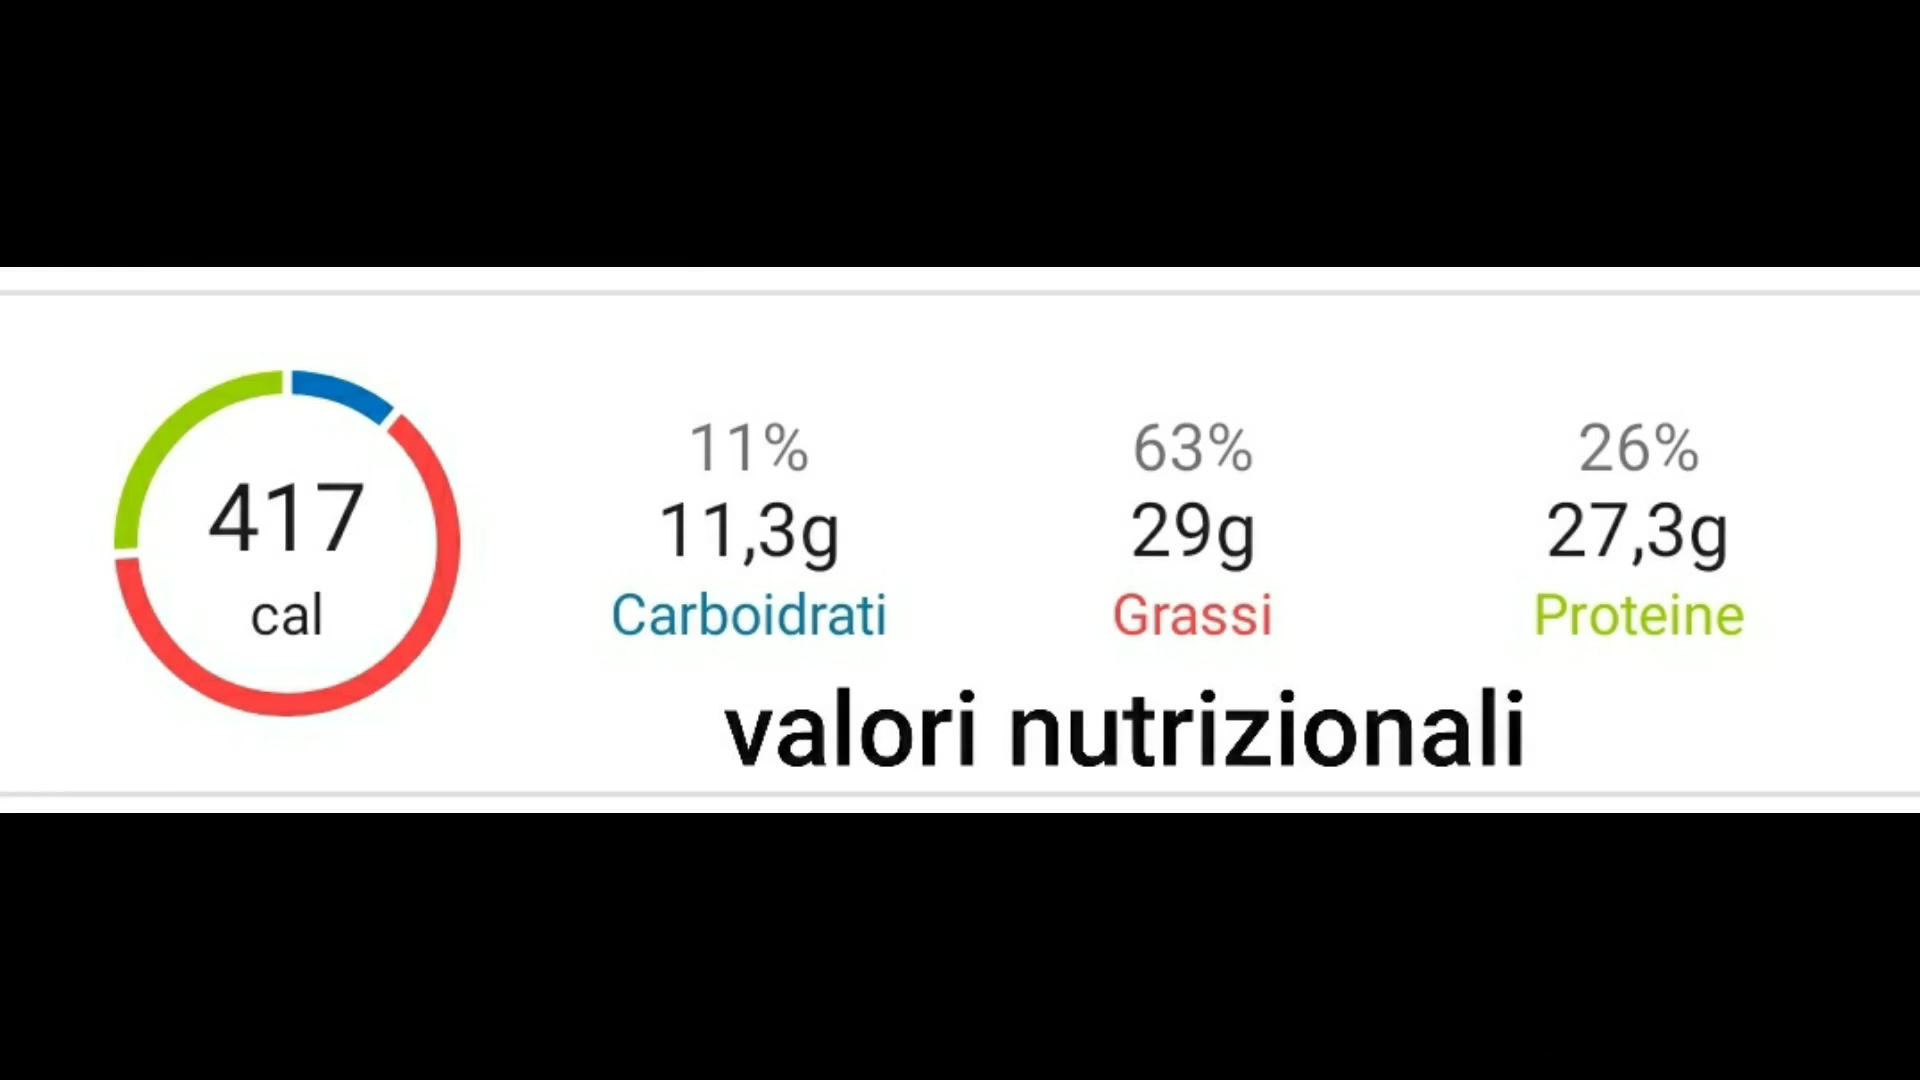 417
cal
11%
11,3g
Carboidrati
63%
29g
Grassi
26%
27,3g
Proteine
valori nutrizionali